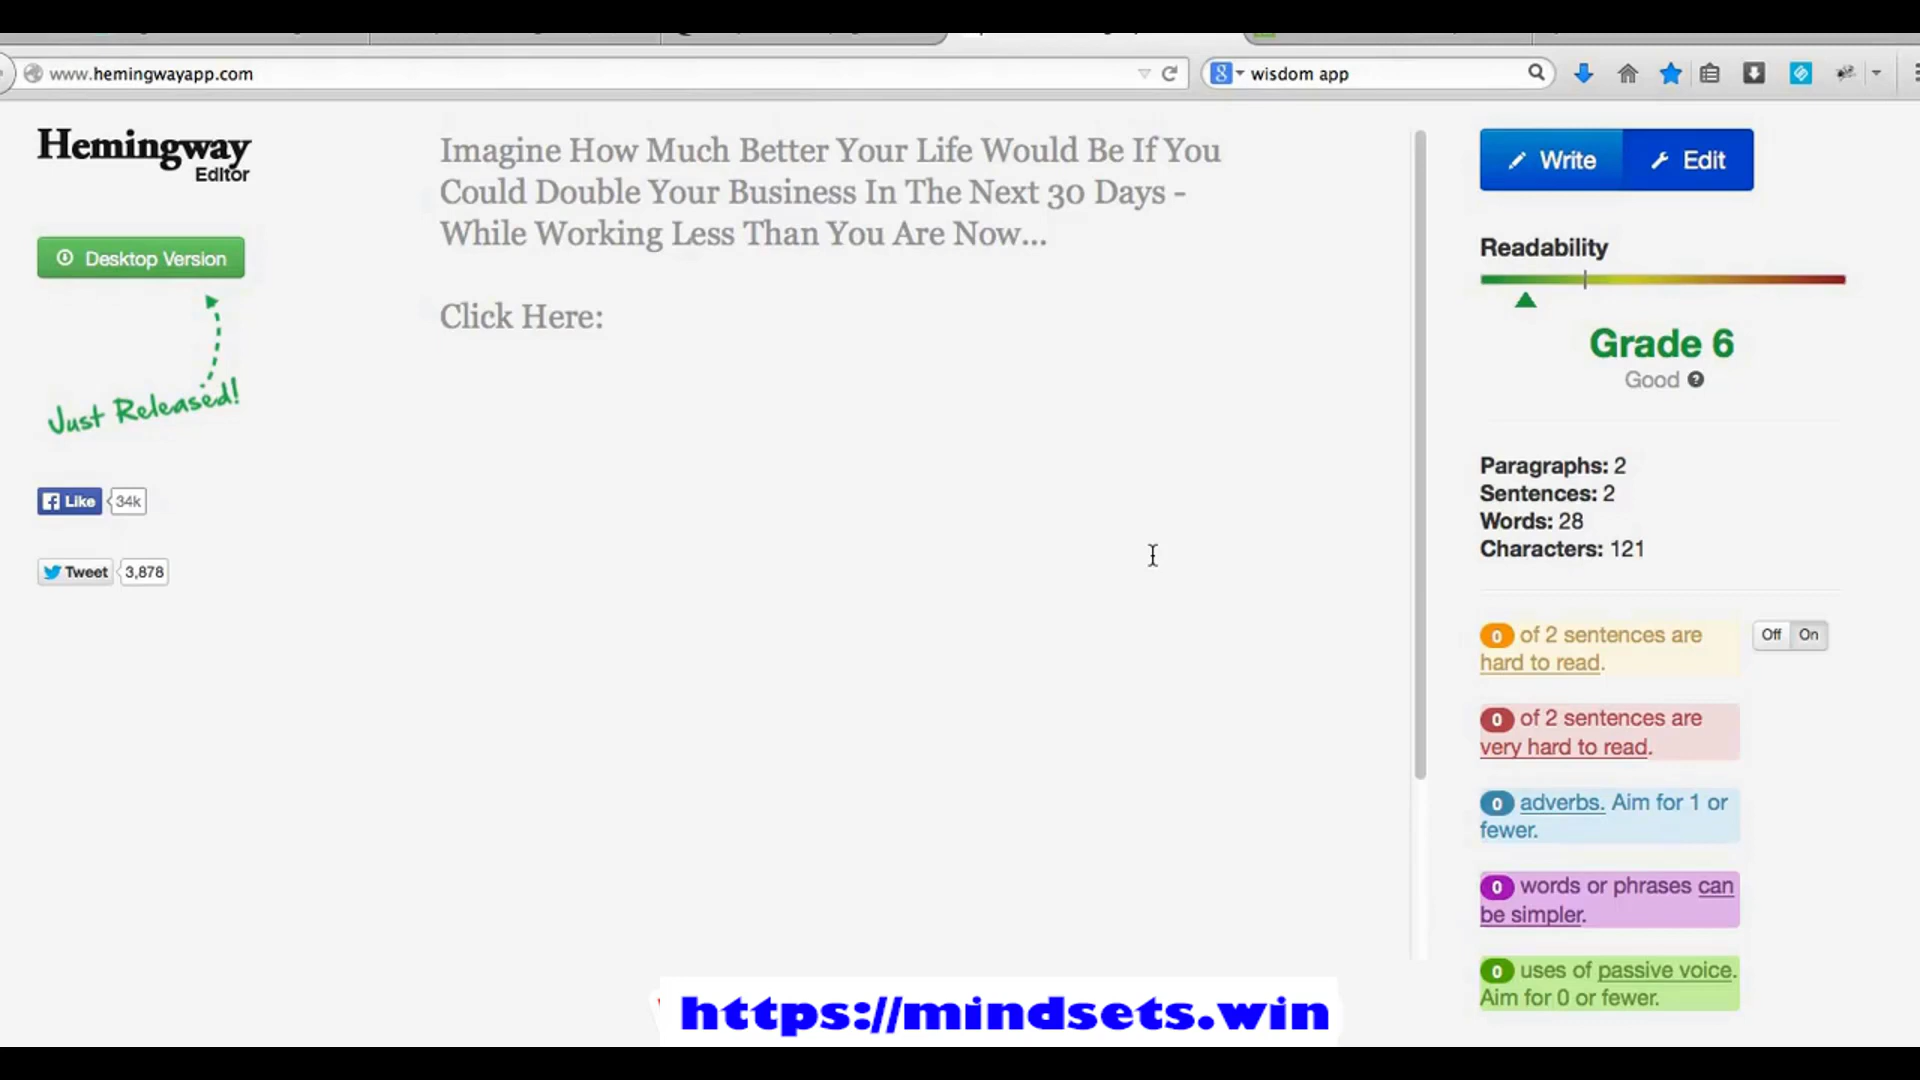 www.hemingwayapp.com
wisdom app
Hemingway
Editor
Desktop Version
Just Released!
Like 34k
Tweet 3,878
Imagine How Much Better Your Life Would Be If You
Could Double Your Business In The Next 30 Days -
While Working Less Than You Are Now...
Click Here:
Write Edit
Readability
Grade 6
Good ?
Paragraphs: 2
Sentences: 2
Words: 28
Characters: 121
0 of 2 sentences are
hard to read.
Off On
0 of 2 sentences are
very hard to read.
0 adverbs. Aim for 1 or
fewer.
0 words or phrases can
be simpler.
0 uses of passive voice.
Aim for 0 or fewer.
https://mindsets.win